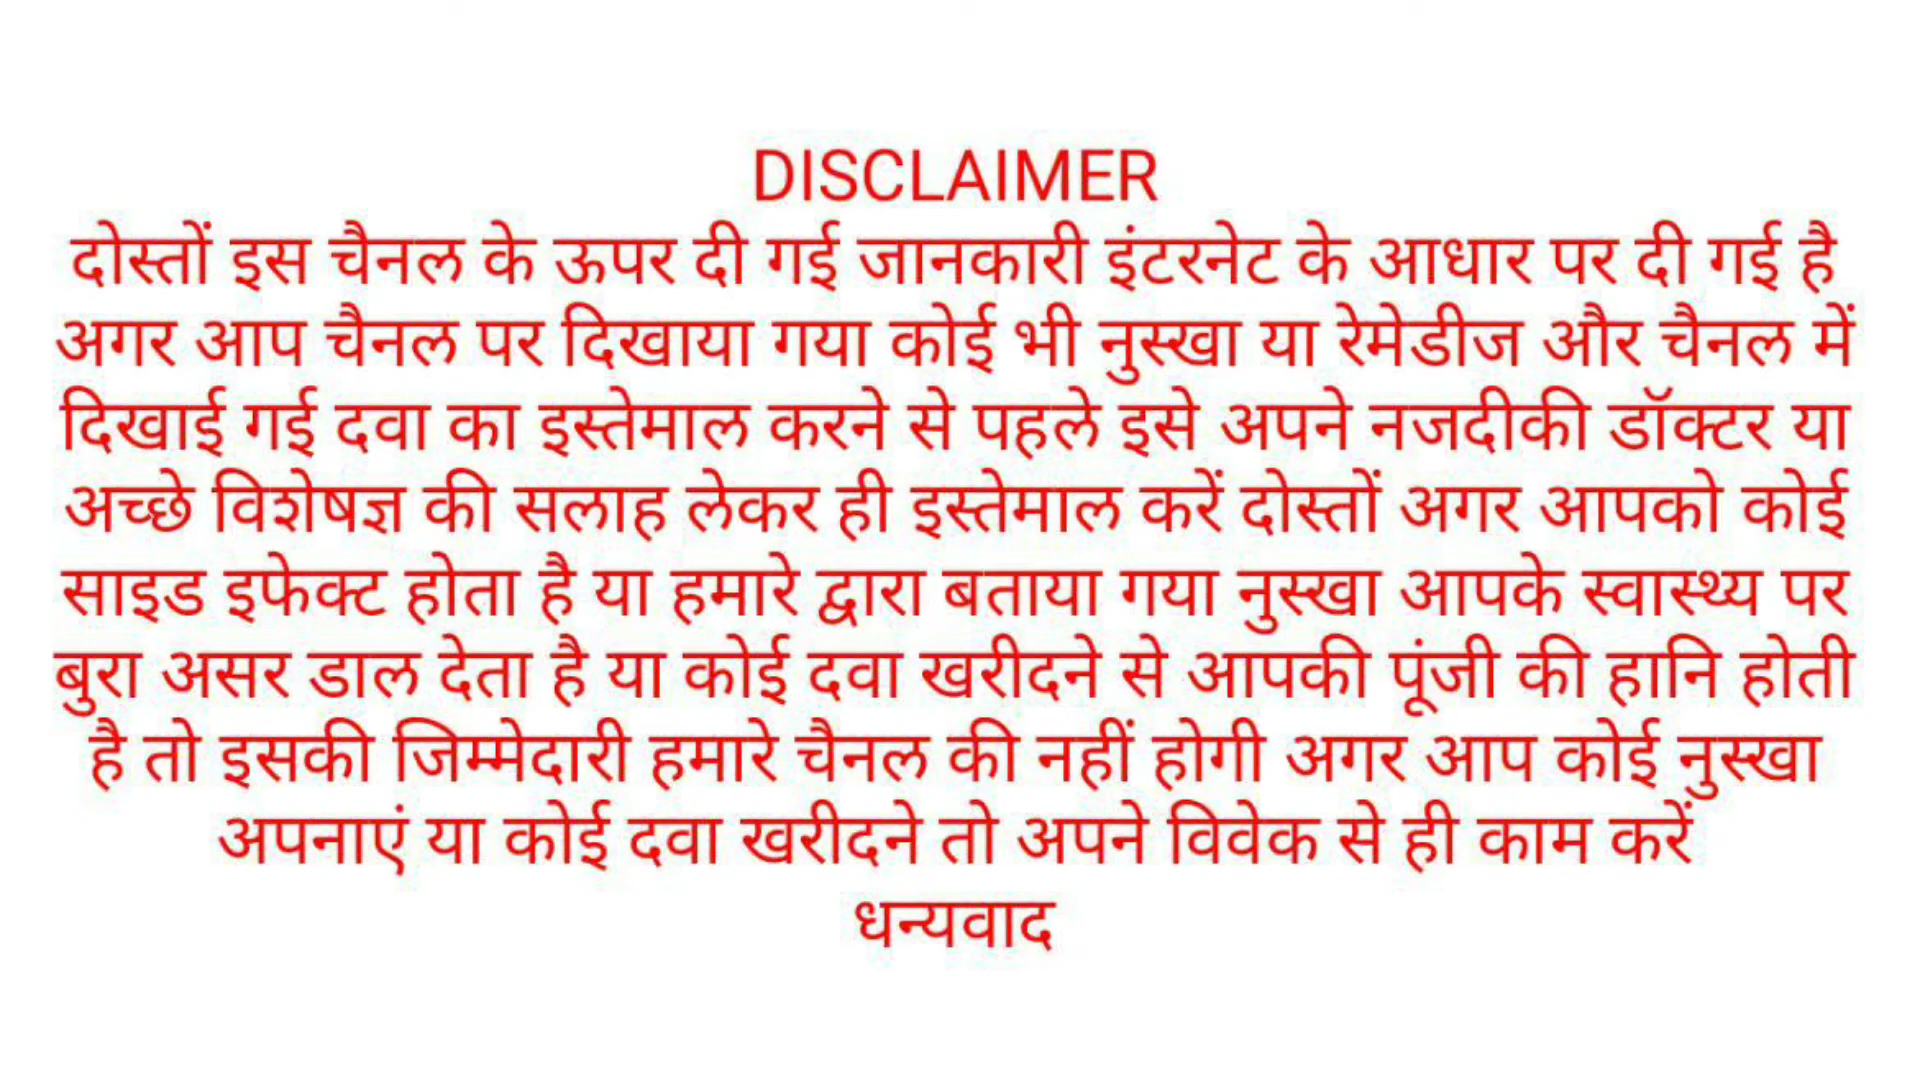 DISCLAIMER
दोस्तों इस चैनल के ऊपर दी गई जानकारी इंटरनेट के आधार पर दी गई है
अगर आप चैनल पर दिखाया गया कोई भी नुस्खा या रेमेडीज और चैनल में
दिखाई गई दवा का इस्तेमाल करने से पहले इसे अपने नजदीकी डॉक्टर या
अच्छे विशेषज्ञ की सलाह लेकर ही इस्तेमाल करें दोस्तों अगर आपको कोई
साइड इफेक्ट होता है या हमारे द्वारा बताया गया नुस्खा आपके स्वास्थ्य पर
बुरा असर डाल देता है या कोई दवा खरीदने से आपकी पूंजी की हानि होती
है तो इसकी जिम्मेदारी हमारे चैनल की नहीं होगी अगर आप कोई नुस्खा
अपनाएं या कोई दवा खरीदने तो अपने विवेक से ही काम करें
धन्यवाद